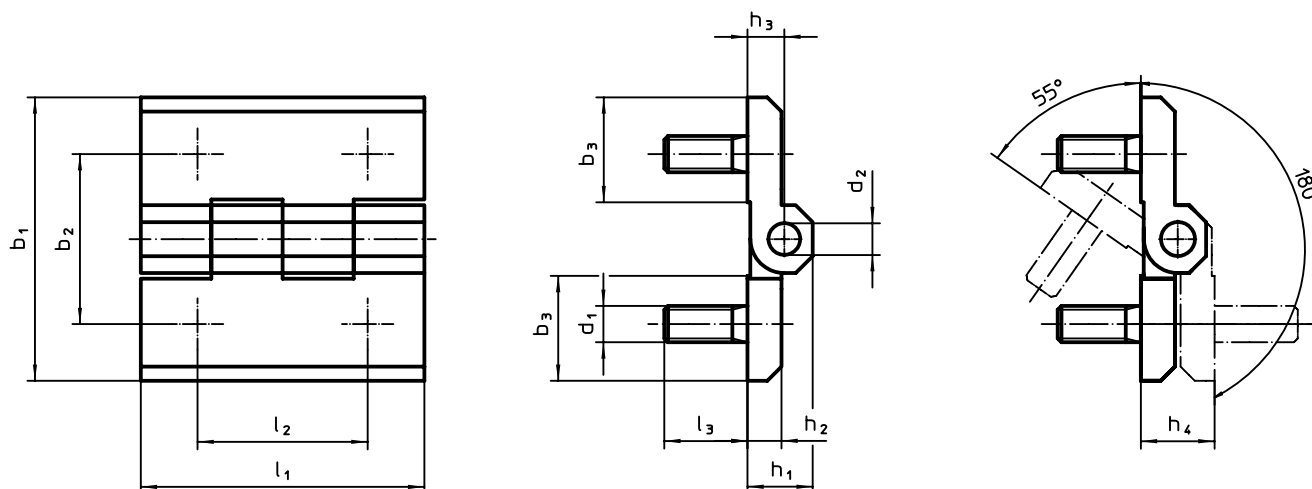 h₃
55°
180
b₁
b₂
b₃
d₂
b₃
d₁
l₂
l₃
h₂
h₄
l₁
h₁